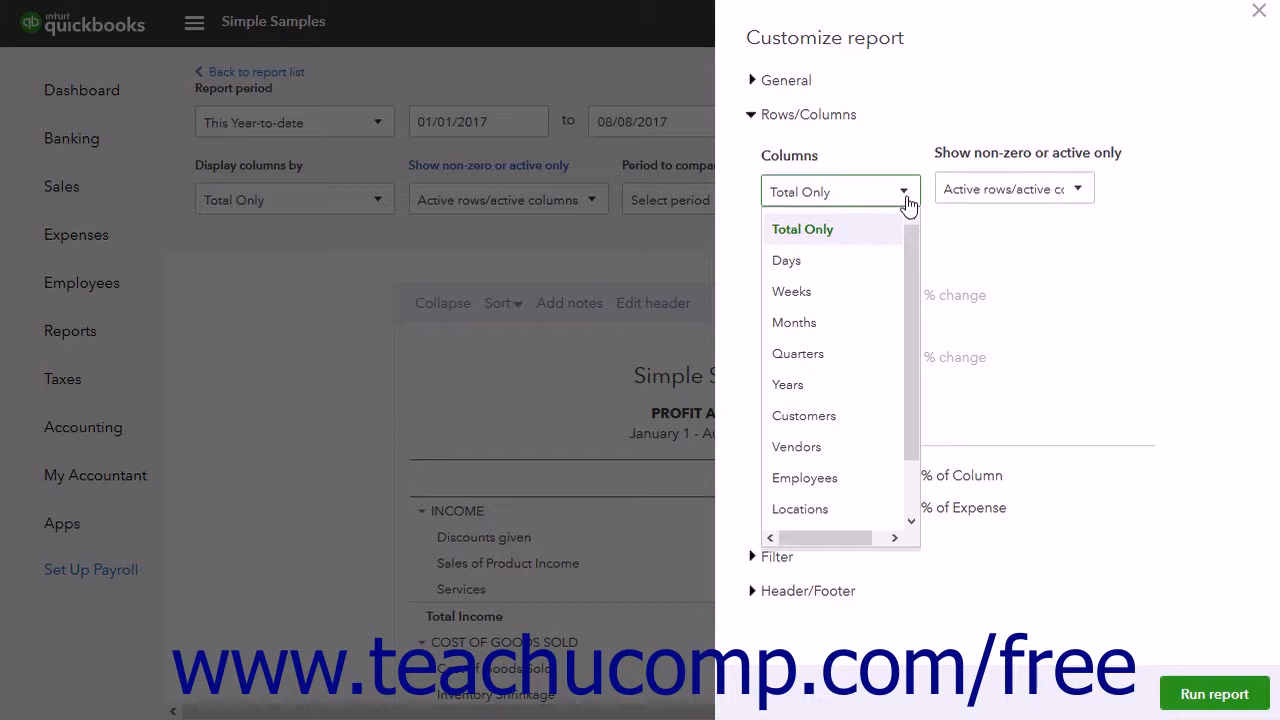 intuit
qb quickbooks
Simple Samples
Dashboard
Banking
Sales
Expenses
Employees
Reports
Taxes
Accounting
My Accountant
Apps
Set Up Payroll
Back to report list
Report period
This Year-to-date
01/01/2017
to
08/08/2017
Display columns by
Show non-zero or active only
Period to compa
Total Only
Active rows/active columns
Select period
Collapse
Sort
Add notes
Edit header
Simple S
PROFIT A
January 1 - Au
INCOME
Discounts given
Sales of Product Income
Services
Total Income
COST OF GOODS SOLD
Cost of Goods Sold
Inventory Shrinkage
Customize report
General
Rows/Columns
Columns
Show non-zero or active only
Total Only
Active rows/active co
Total Only
Days
Weeks
Months
Quarters
Years
Customers
Vendors
Employees
Locations
% change
% change
% of Column
% of Expense
Filter
Header/Footer
Run report
www.teachucomp.com/free